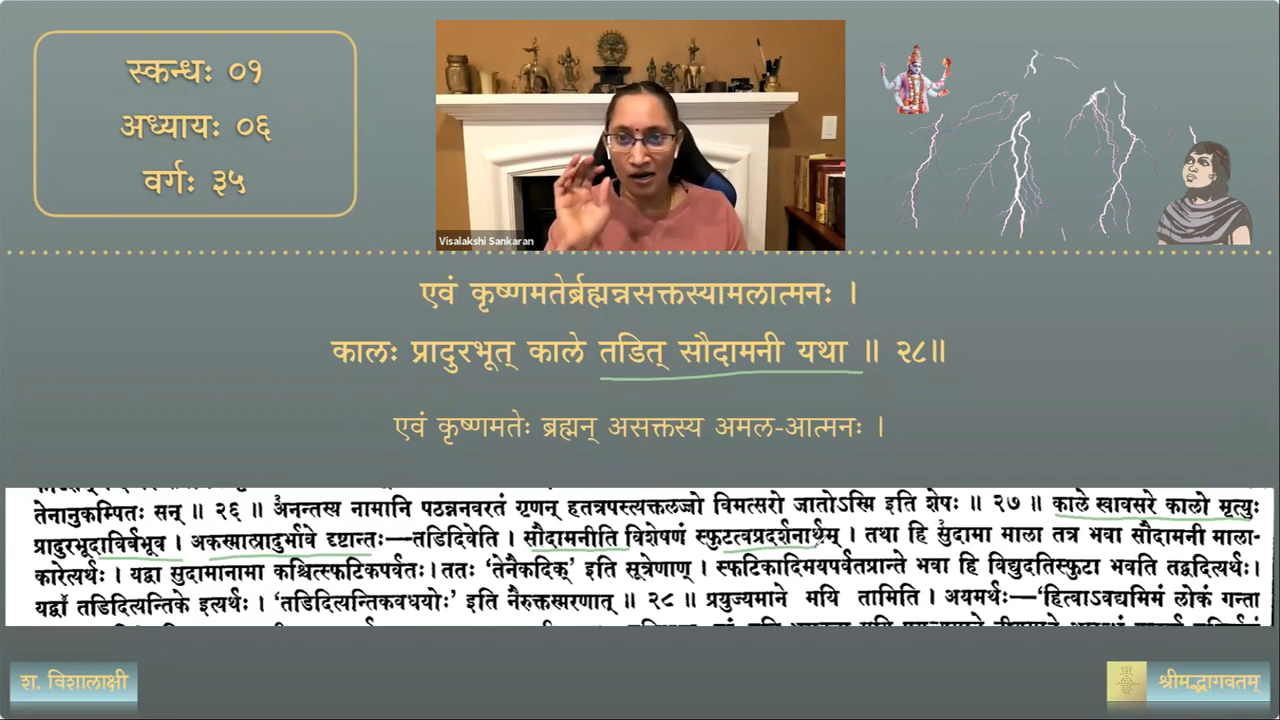 स्कन्धः ०१
अध्यायः ०६
वर्गः ३५
Visalakshi Sankaran
एवं कृष्णमतेर्ब्रह्मन्नसक्तस्यामलात्मनः ।
कालः प्रादुरभूत् काले तडित् सौदामनी यथा ॥ २८॥
एवं कृष्णमतेः ब्रह्मन् असक्तस्य अमल-आत्मनः ।
तेनानुकम्पितः सन् ॥ २६ ॥ अनन्तस्य नामानि पठन्ननवरतं गृणन् हतत्रपस्त्यक्तलज्जो विमत्सरो जातोऽस्मि इति शेषः ॥ २७ ॥ काले स्वावसरे कालो मृत्युः
प्रादुरभूदाविर्बभूव । अकस्मात्प्रादुर्भावे दृष्टान्तः—तडिदिवेति । सौदामनीति विशेषणं स्फुटत्वप्रदर्शनार्थम् । तथा हि सुदामा माला तत्र भवा सौदामनी माला-
कारेत्यर्थः । यद्वा सुदामानामा कश्चित्स्फटिकपर्वतः । ततः ‘तेनैकदिक्’ इति सूत्रेणाण् । स्फटिकादिमयपर्वतप्रान्ते भवा हि विद्युदतिस्फुटा भवति तद्वदित्यर्थः ।
यद्वा तडिदित्यन्तिके इत्यर्थः । ‘तडिदित्यन्तिकवधयोः’ इति नैरुक्तस्मरणात् ॥ २८ ॥ प्रयुज्यमाने मयि तामिति । अयमर्थः—‘हित्वाऽवद्यमिमं लोकं गन्ता
श. विशालाक्षी
श्रीमद्भागवतम्